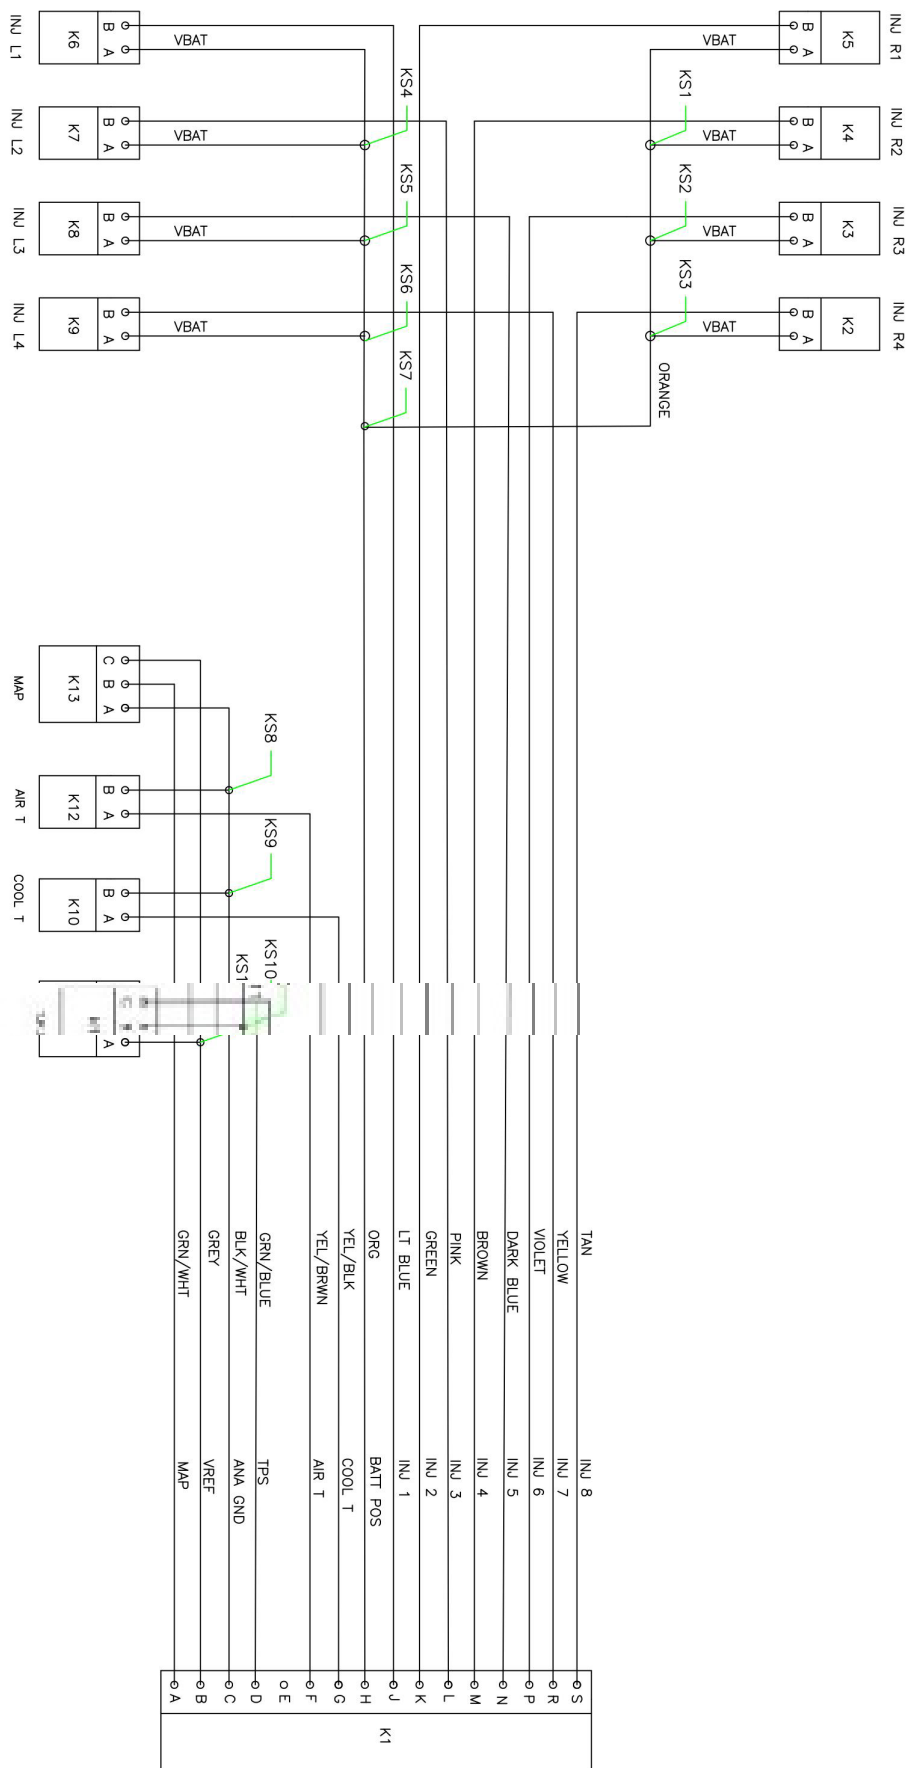 INJ L1
K6
B
A
VBAT
INJ L2
K7
B
A
VBAT
INJ L3
K8
B
A
VBAT
INJ L4
K9
B
A
VBAT
KS4
KS5
KS6
KS7
INJ R1
K5
B
A
INJ R2
K4
B
A
VBAT
INJ R3
K3
B
A
VBAT
INJ R4
K2
B
A
VBAT
KS1
KS2
KS3
ORANGE
MAP
K13
C
B
A
AIR T
K12
B
A
COOL T
K10
B
A
KS8
KS9
KS10
KS1
C
A
TAN
YELLOW
VIOLET
DARK BLUE
BROWN
PINK
GREEN
LT BLUE
ORG
YEL/BLK
YEL/BRWN
GRN/BLUE
BLK/WHT
GREY
GRN/WHT
INJ 8
INJ 7
INJ 6
INJ 5
INJ 4
INJ 3
INJ 2
INJ 1
BATT POS
COOL T
AIR T
TPS
ANA GND
VREF
MAP
S
R
P
N
M
L
K
J
H
G
F
E
D
C
B
A
K1